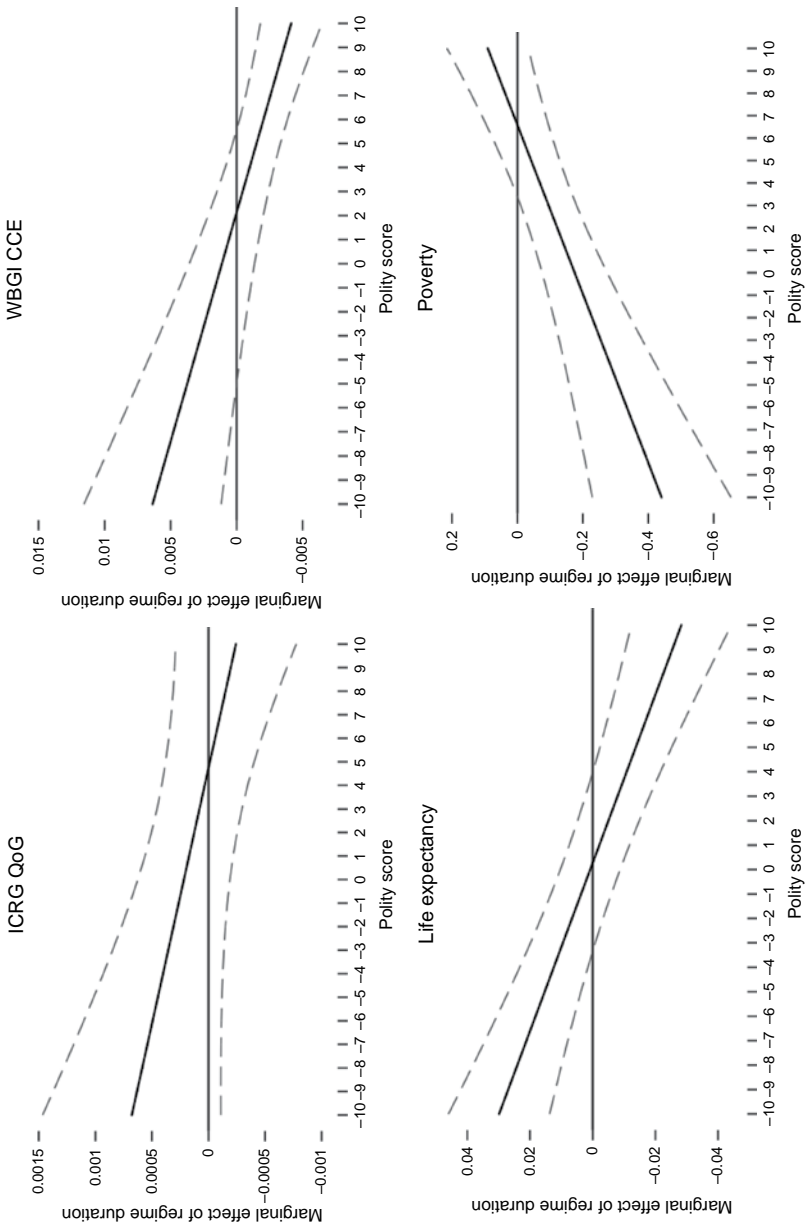 ICRG QoG
Marginal effect of regime duration
0.0015
0.001
0.0005
0
–0.0005
–0.001
–10 –9 –8 –7 –6 –5 –4 –3 –2 –1 0 1 2 3 4 5 6 7 8 9 10
Polity score
WBGI CCE
Marginal effect of regime duration
0.015
0.01
0.005
0
–0.005
–10 –9 –8 –7 –6 –5 –4 –3 –2 –1 0 1 2 3 4 5 6 7 8 9 10
Polity score
Life expectancy
Marginal effect of regime duration
0.04
0.02
0
–0.02
–0.04
–10 –9 –8 –7 –6 –5 –4 –3 –2 –1 0 1 2 3 4 5 6 7 8 9 10
Polity score
Poverty
Marginal effect of regime duration
0.2
0
–0.2
–0.4
–0.6
–10 –9 –8 –7 –6 –5 –4 –3 –2 –1 0 1 2 3 4 5 6 7 8 9 10
Polity score